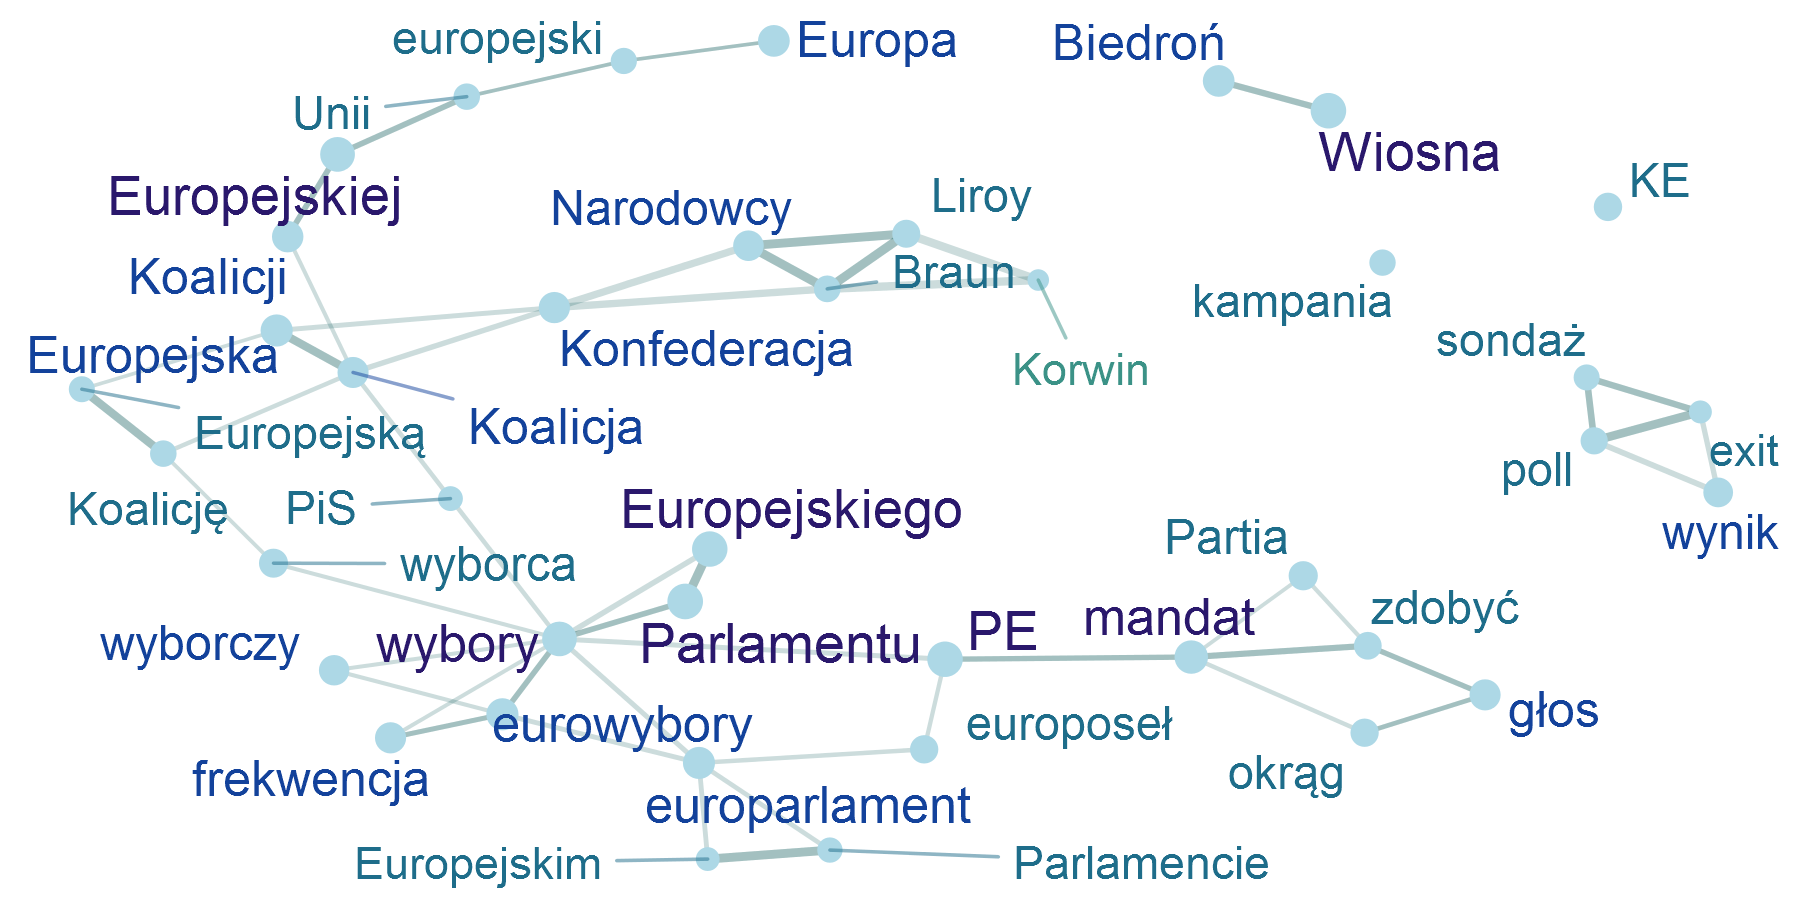 europejski
Europa
Biedroń
Unii
Wiosna
Europejskiej
KE
Narodowcy
Liroy
Koalicji
Braun
kampania
Europejska
Konfederacja
sondaż
Korwin
Europejską
Koalicja
exit
poll
Koalicję
PiS
Europejskiego
wynik
Partia
wyborca
zdobyć
wyborczy
wybory
Parlamentu
PE
mandat
eurowybory
europoseł
głos
frekwencja
okrąg
europarlament
Europejskim
Parlamencie